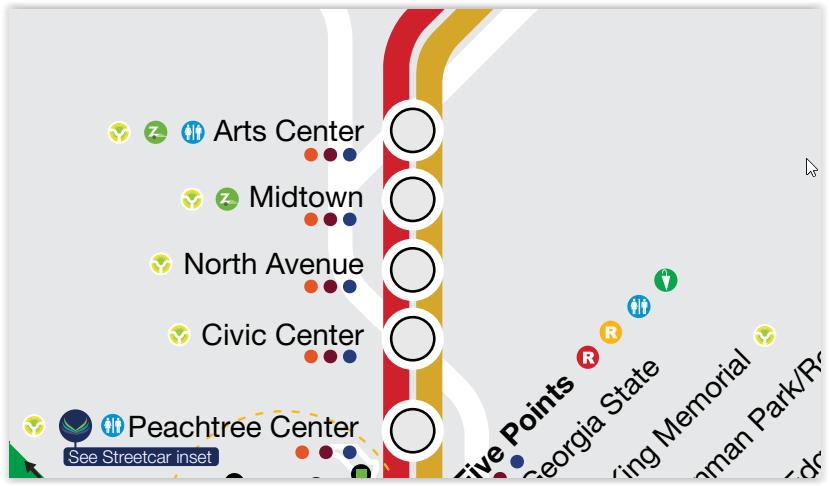 Arts Center
Midtown
North Avenue
Civic Center
Peachtree Center
See Streetcar inset
Five Points
R
R
Georgia State
King Memorial